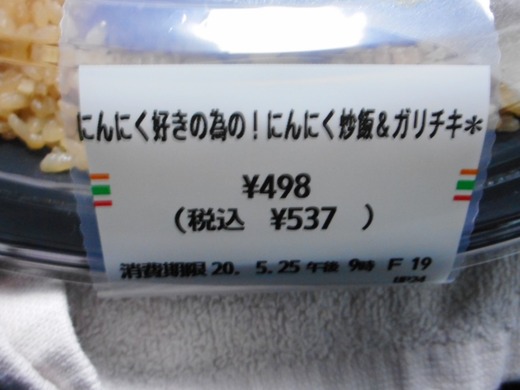 にんにく好きの為の！にんにく炒飯＆ガリチキ＊
¥498
（税込 ¥537 ）
消費期限 20. 5.25 午後 9時 F 19